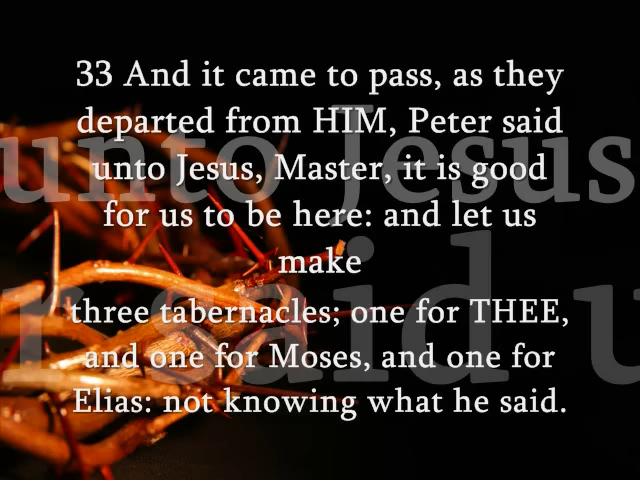 33 And it came to pass, as they
departed from HIM, Peter said
unto Jesus, Master, it is good
for us to be here: and let us
make
three tabernacles; one for THEE,
and one for Moses, and one for
Elias: not knowing what he said.
unto Jesus
r said u